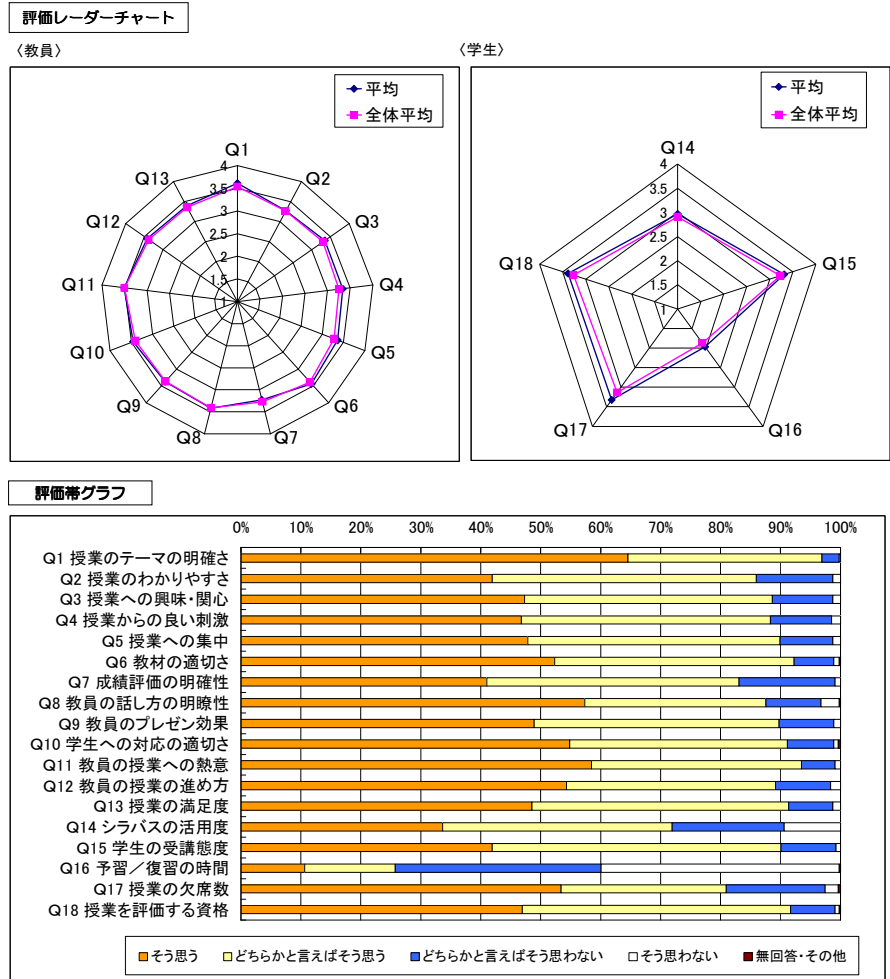 評価レーダーチャート
〈教員〉
〈学生〉
平均
全体平均
Q1
Q2
Q3
Q4
Q5
Q6
Q7
Q8
Q9
Q10
Q11
Q12
Q13
4
3.5
3
2.5
2
1.5
1
平均
全体平均
Q14
Q15
Q16
Q17
Q18
4
3.5
3
2.5
2
1.5
1
評価帯グラフ
0% 10% 20% 30% 40% 50% 60% 70% 80% 90% 100%
Q1 授業のテーマの明確さ
Q2 授業のわかりやすさ
Q3 授業への興味・関心
Q4 授業からの良い刺激
Q5 授業への集中
Q6 教材の適切さ
Q7 成績評価の明確性
Q8 教員の話し方の明瞭性
Q9 教員のプレゼン効果
Q10 学生への対応の適切さ
Q11 教員の授業への熱意
Q12 教員の授業の進め方
Q13 授業の満足度
Q14 シラバスの活用度
Q15 学生の受講態度
Q16 予習／復習の時間
Q17 授業の欠席数
Q18 授業を評価する資格
そう思う どちらかと言えばそう思う どちらかと言えばそう思わない そう思わない 無回答・その他